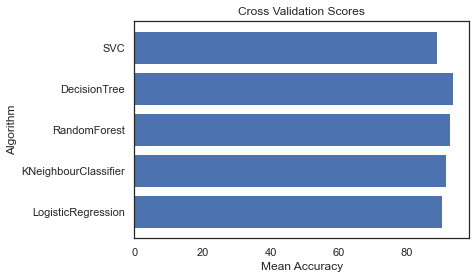 Cross Validation Scores
SVC
DecisionTree
RandomForest
KNeighbourClassifier
LogisticRegression
Algorithm
0 20 40 60 80
Mean Accuracy